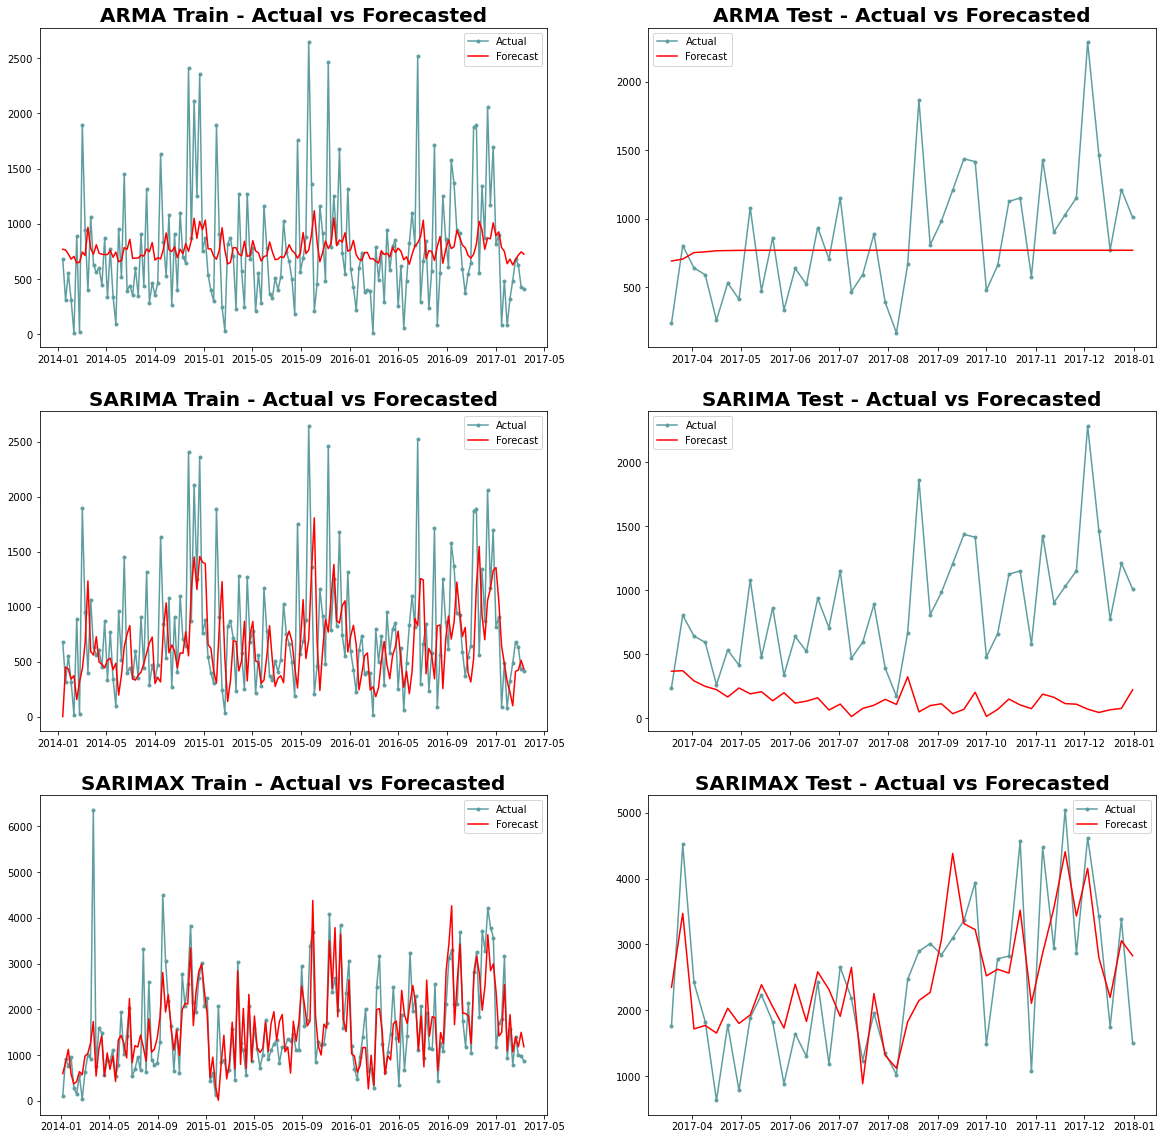 ARMA Train - Actual vs Forecasted
Actual
Forecast
2500
2000
1500
1000
500
0
2014-01 2014-05 2014-09 2015-01 2015-05 2015-09 2016-01 2016-05 2016-09 2017-01 2017-05
ARMA Test - Actual vs Forecasted
Actual
Forecast
2000
1500
1000
500
2017-04 2017-05 2017-06 2017-07 2017-08 2017-09 2017-10 2017-11 2017-12 2018-01
SARIMA Train - Actual vs Forecasted
Actual
Forecast
2500
2000
1500
1000
500
0
2014-01 2014-05 2014-09 2015-01 2015-05 2015-09 2016-01 2016-05 2016-09 2017-01 2017-05
SARIMA Test - Actual vs Forecasted
Actual
Forecast
2000
1500
1000
500
0
2017-04 2017-05 2017-06 2017-07 2017-08 2017-09 2017-10 2017-11 2017-12 2018-01
SARIMAX Train - Actual vs Forecasted
Actual
Forecast
6000
5000
4000
3000
2000
1000
0
2014-01 2014-05 2014-09 2015-01 2015-05 2015-09 2016-01 2016-05 2016-09 2017-01 2017-05
SARIMAX Test - Actual vs Forecasted
Actual
Forecast
5000
4000
3000
2000
1000
2017-04 2017-05 2017-06 2017-07 2017-08 2017-09 2017-10 2017-11 2017-12 2018-01